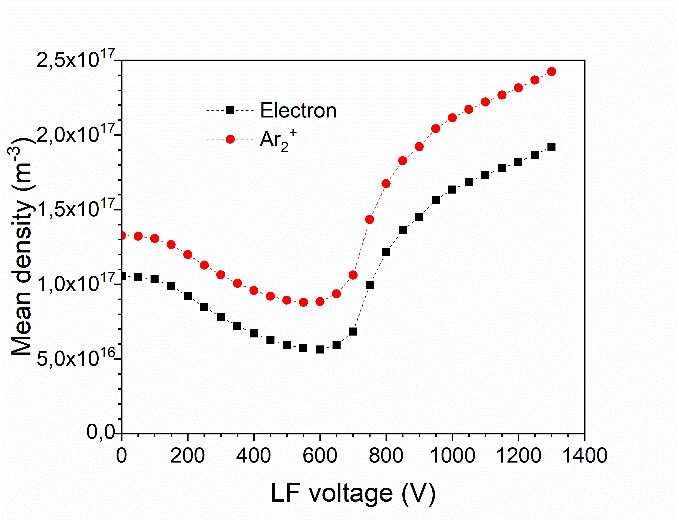 2,5x10¹⁷
2,0x10¹⁷
1,5x10¹⁷
1,0x10¹⁷
5,0x10¹⁶
0,0
Mean density (m⁻³)
Electron
Ar₂⁺
0 200 400 600 800 1000 1200 1400
LF voltage (V)